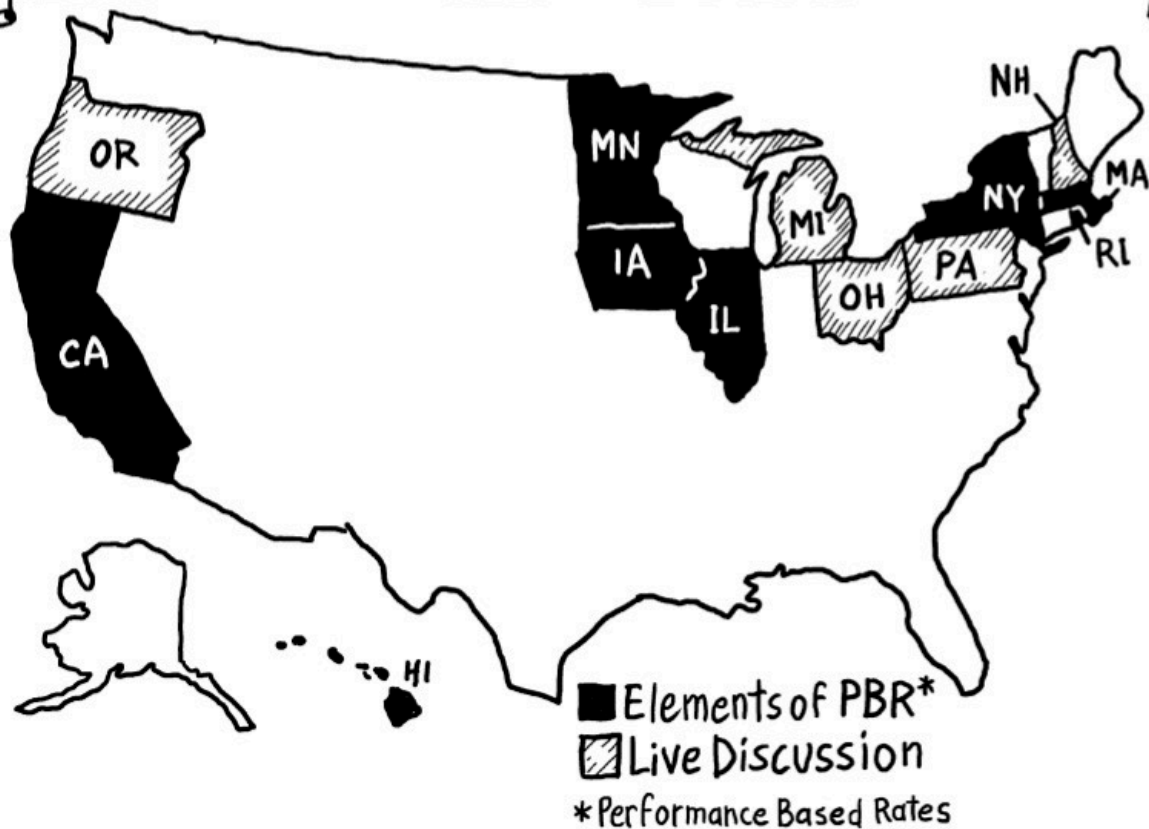 NH
OR
MN
MA
NY
MI
IA
PA
RI
OH
IL
CA
HI
Elements of PBR*
Live Discussion
*Performance Based Rates